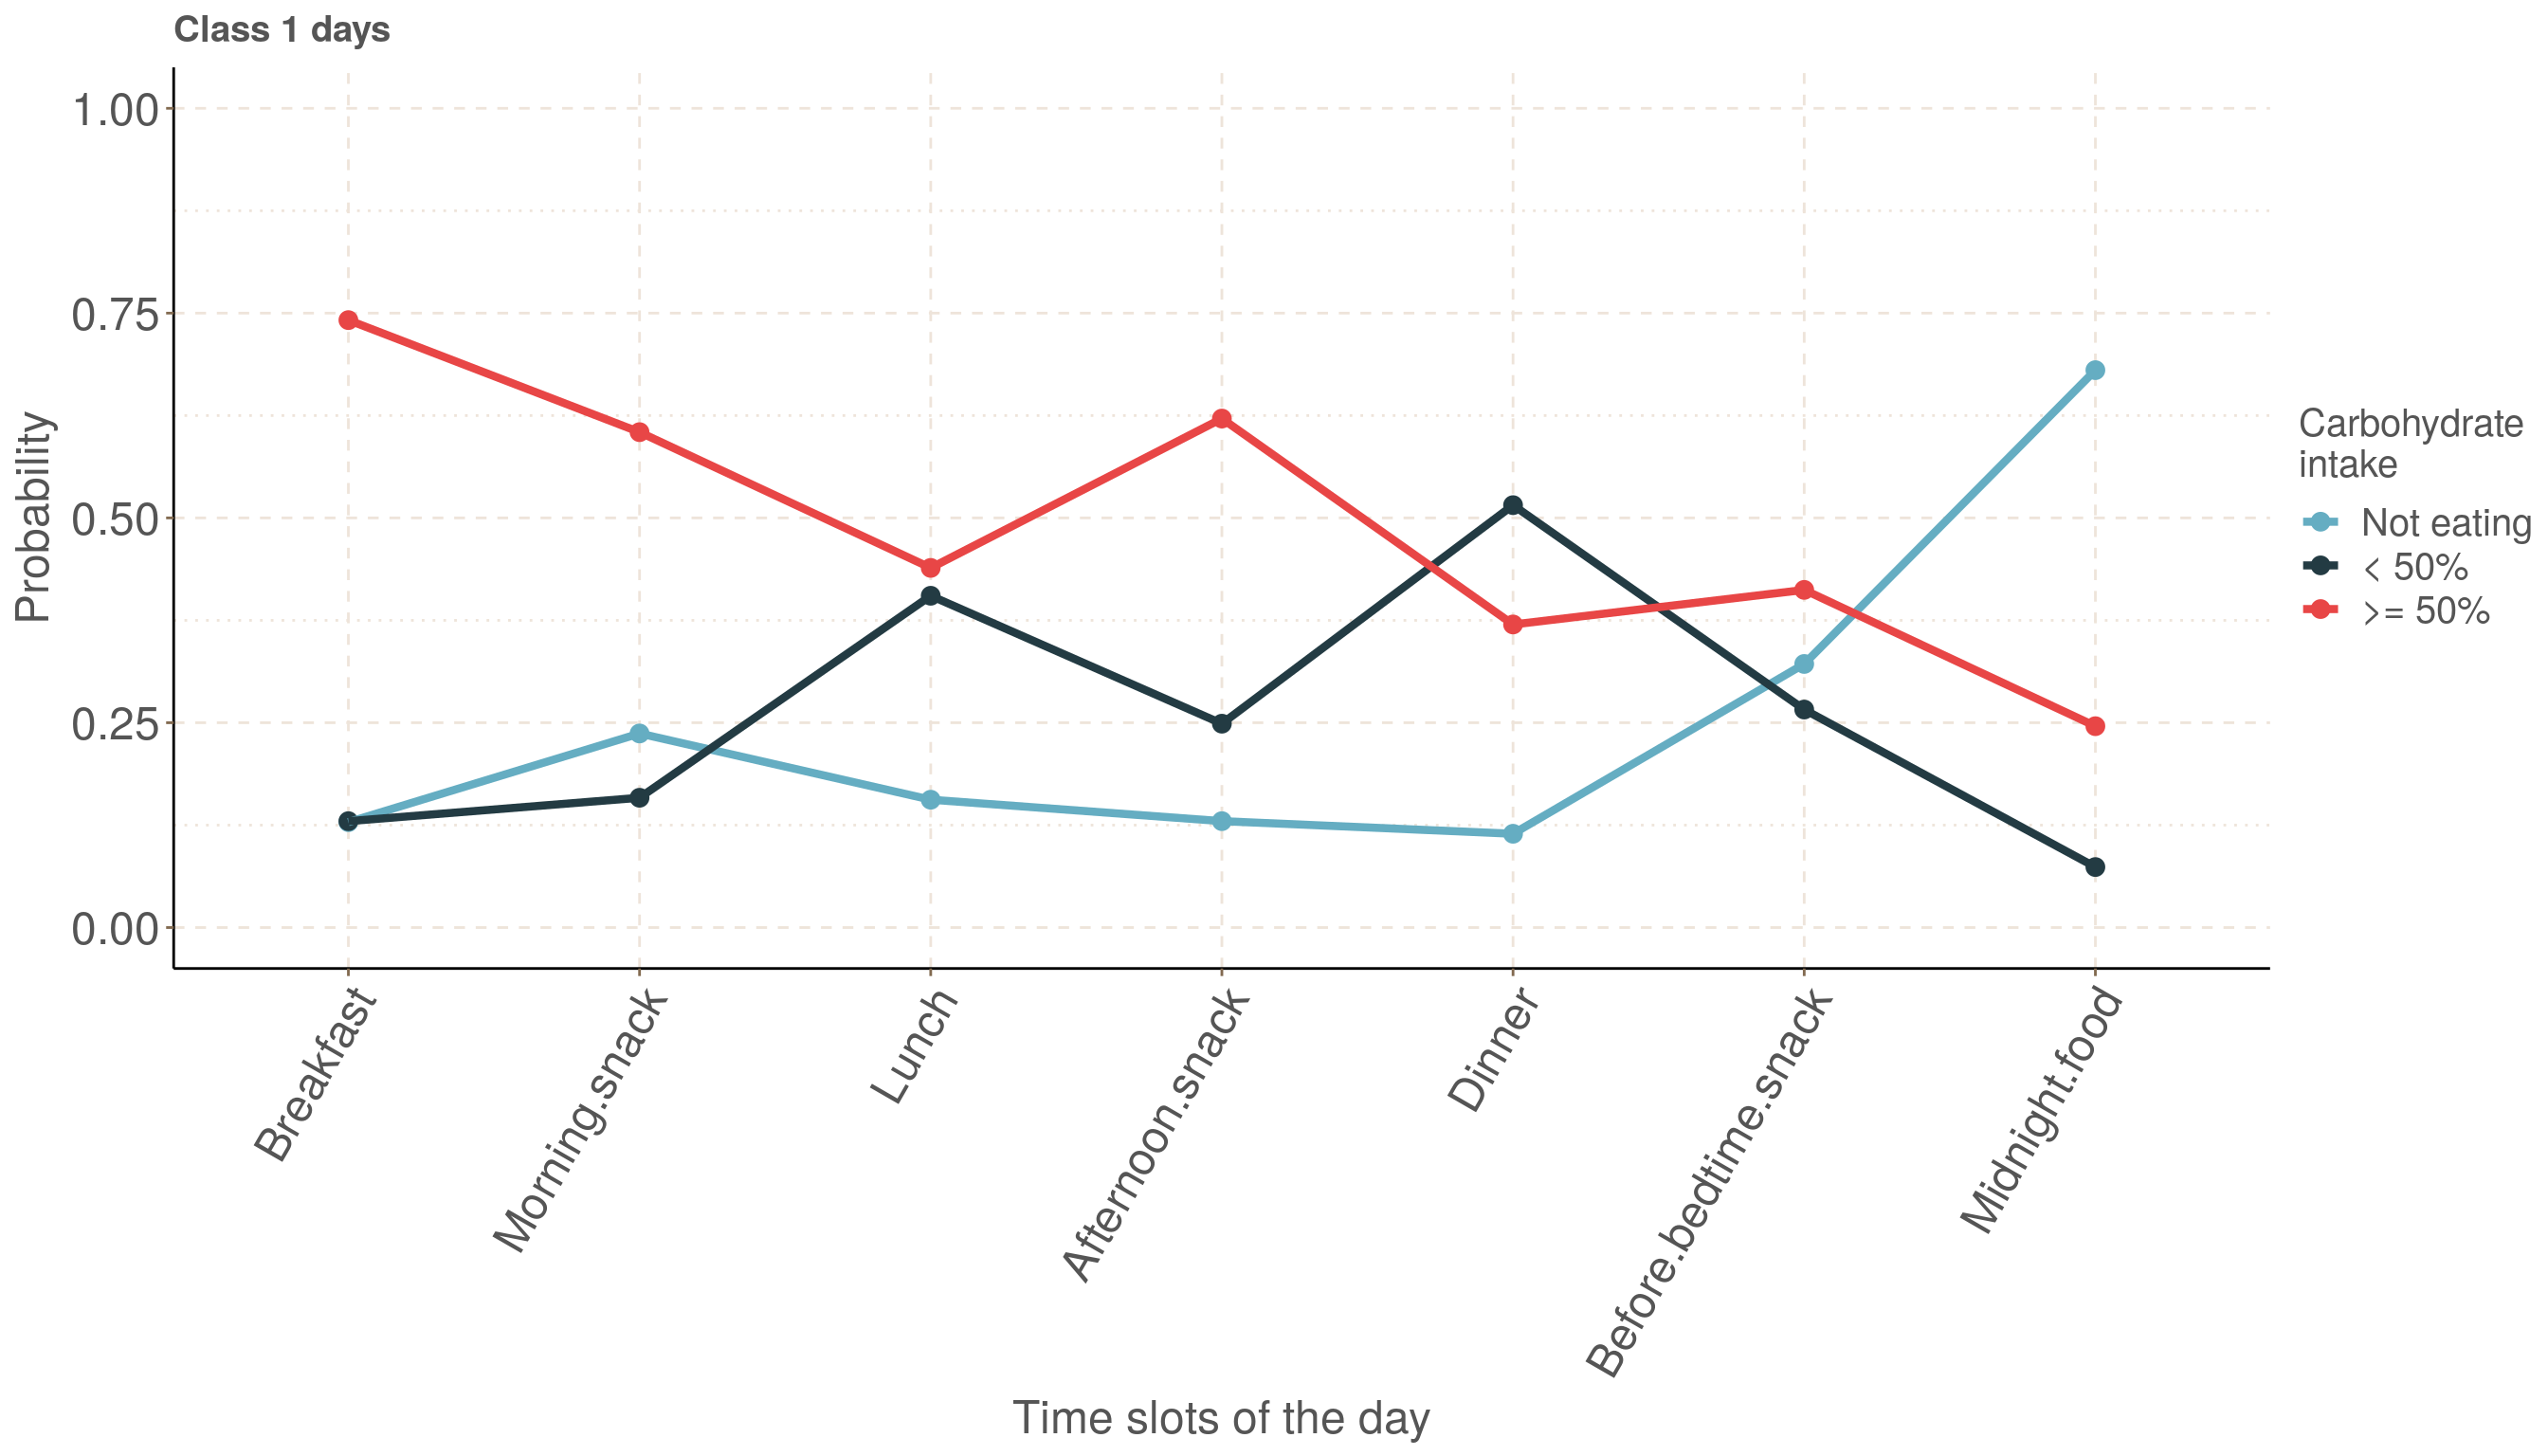 Class 1 days
Probability
1.00
0.75
0.50
0.25
0.00
Breakfast
Morning.snack
Lunch
Afternoon.snack
Dinner
Before.bedtime.snack
Midnight.food
Time slots of the day
Carbohydrate
intake
Not eating
< 50%
>= 50%